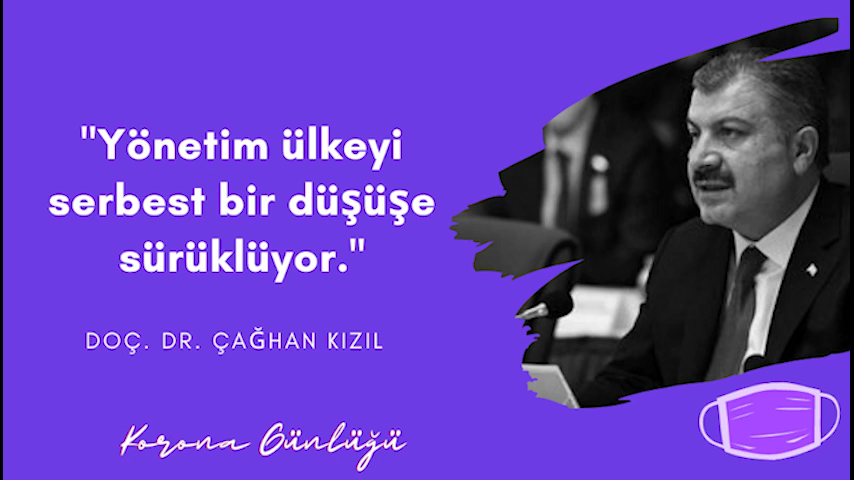 "Yönetim ülkeyi
serbest bir düşüşe
sürüklüyor."
DOÇ. DR. ÇAĞHAN KIZIL
Korona Günlüğü